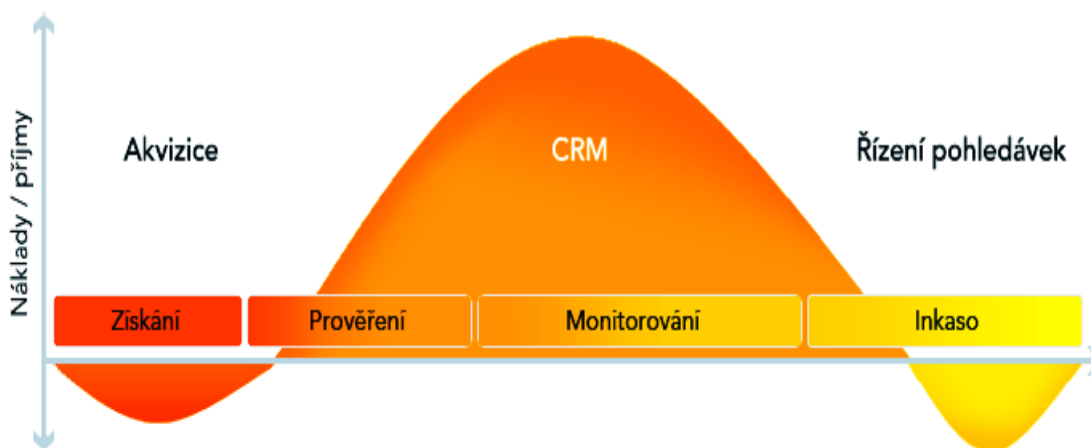 Náklady / příjmy
Akvizice
CRM
Řízení pohledávek
Získání
Prověření
Monitorování
Inkaso